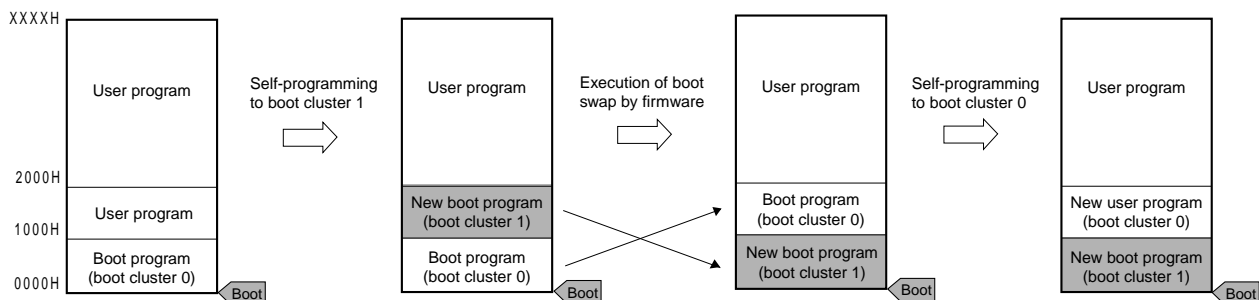 XXXXH
User program
2000H
User program
1000H
Boot program
(boot cluster 0)
0000H
Boot
Self-programming
to boot cluster 1
User program
New boot program
(boot cluster 1)
Boot program
(boot cluster 0)
Boot
Execution of boot
swap by firmware
User program
Boot program
(boot cluster 0)
New boot program
(boot cluster 1)
Boot
Self-programming
to boot cluster 0
User program
New user program
(boot cluster 0)
New boot program
(boot cluster 1)
Boot